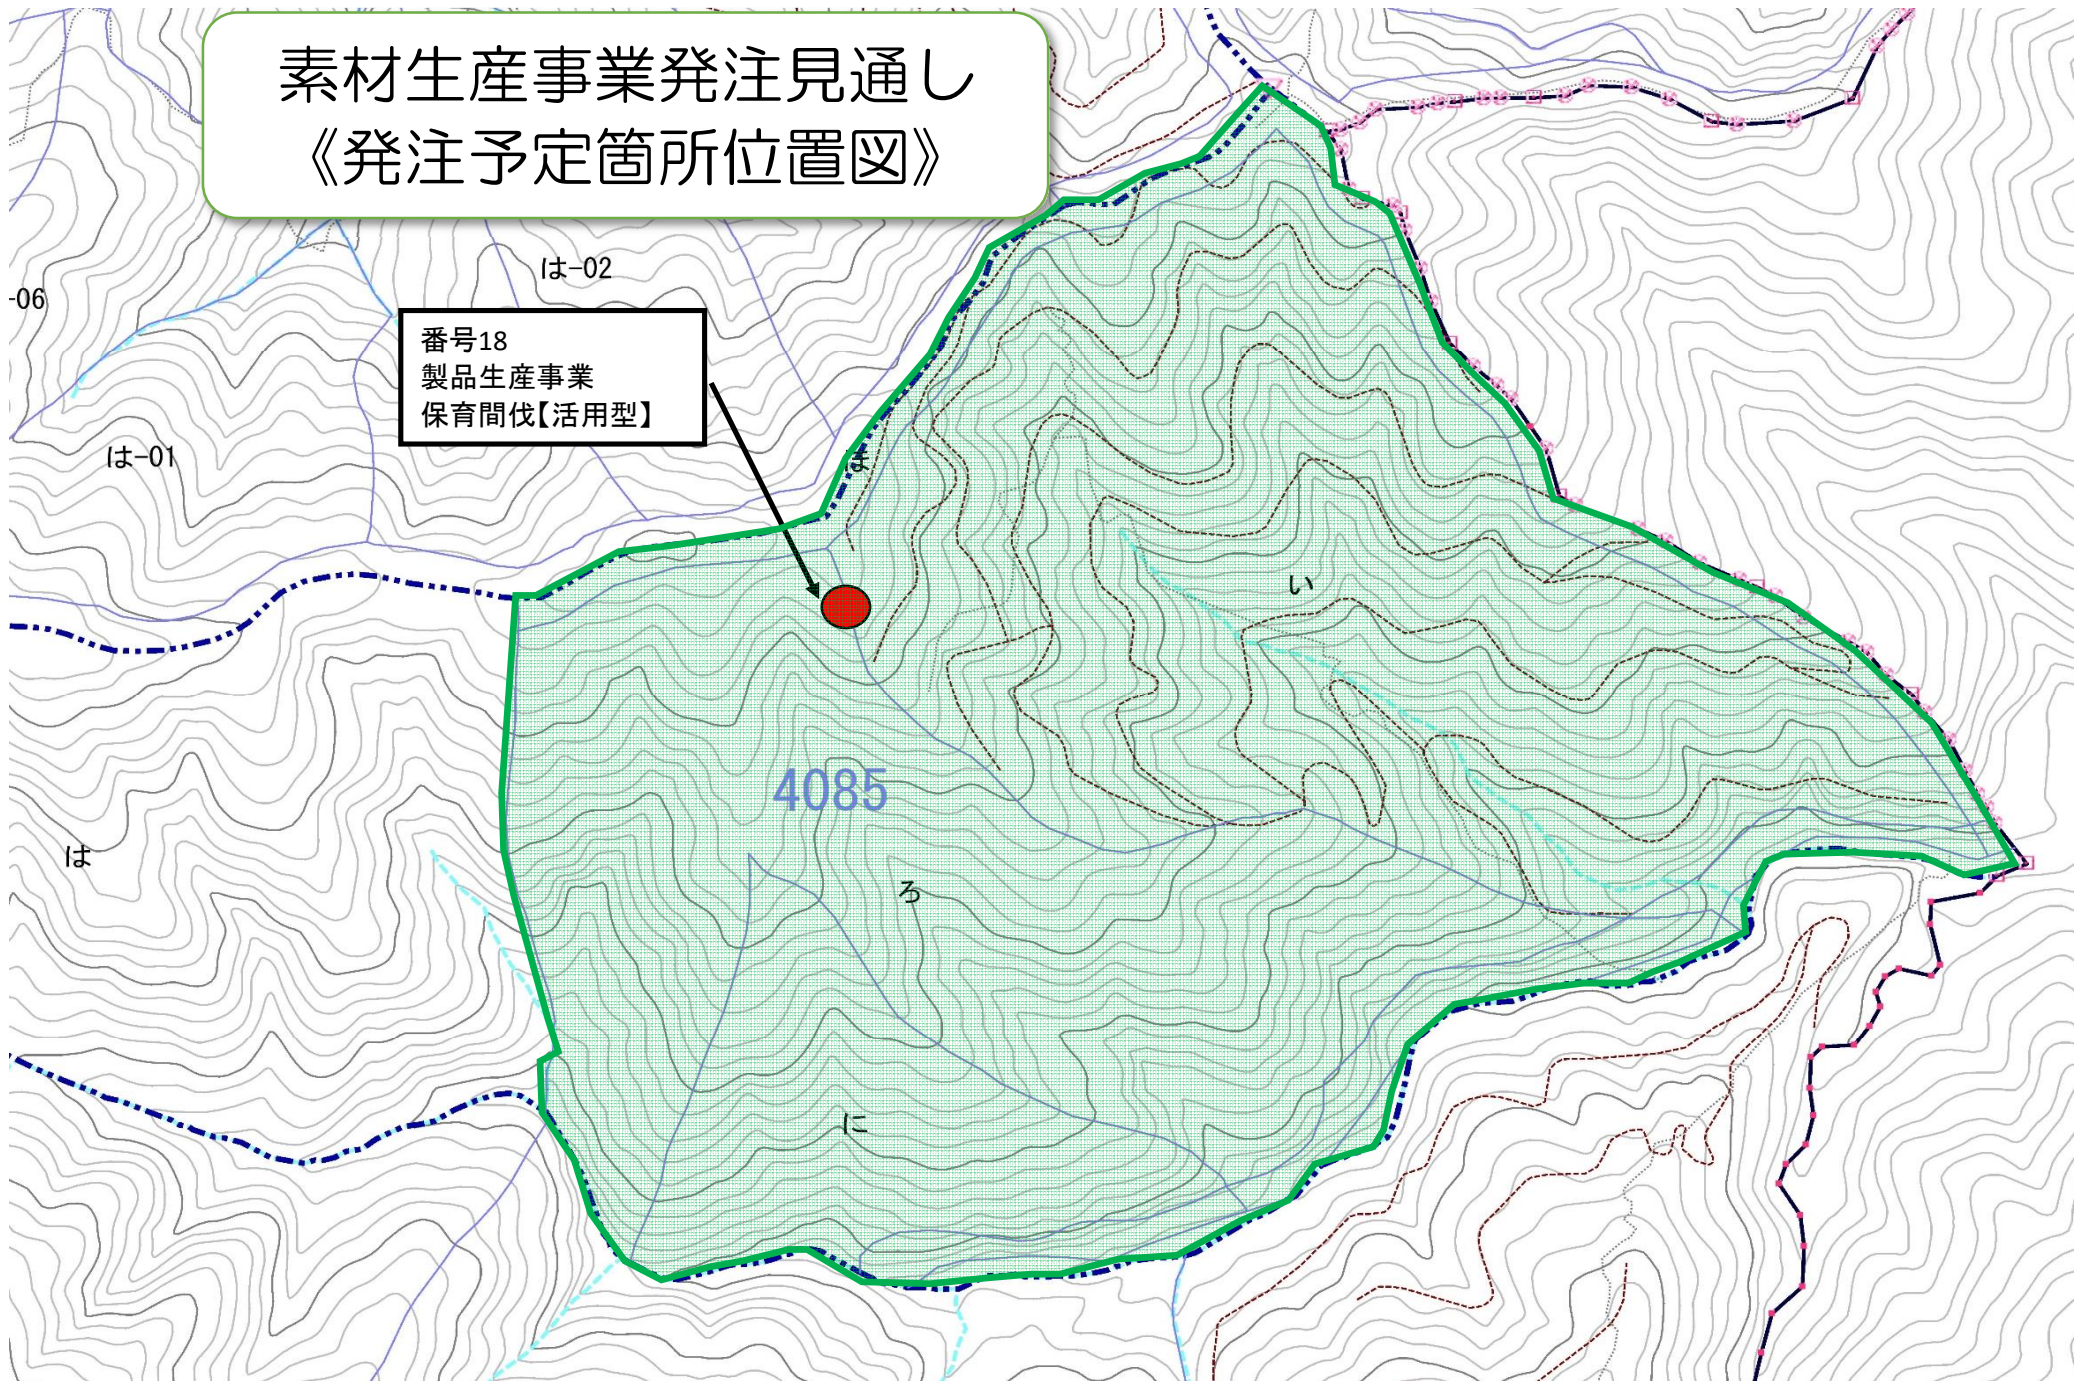 素材生産事業発注見通し
《発注予定箇所位置図》
は-02
-06
番号18
製品生産事業
保育間伐【活用型】
は-01
ほ
い
4085
は
ろ
に